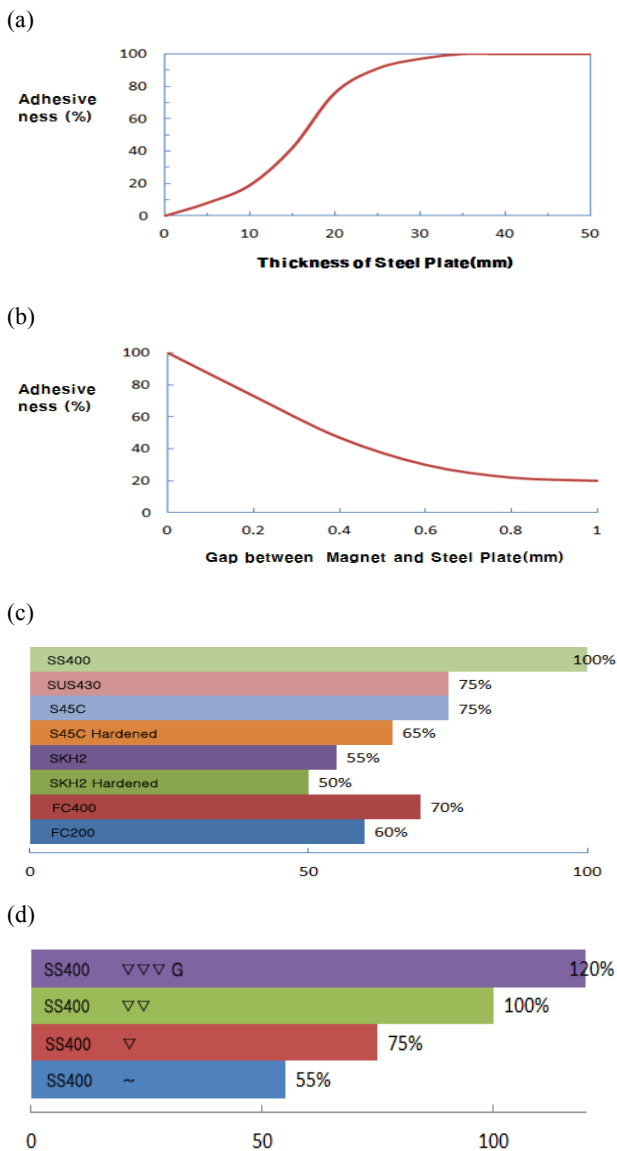 (a)
100
80
Adhesive
ness (%)
60
40
20
0
0 10 20 30 40 50
Thickness of Steel Plate(mm)
(b)
100
Adhesive
ness (%)
80
60
40
20
0
0 0.2 0.4 0.6 0.8 1
Gap between Magnet and Steel Plate(mm)
(c)
SS400 100%
SUS430 75%
S45C 75%
S45C Hardened 65%
SKH2 55%
SKH2 Hardened 50%
FC400 70%
FC200 60%
0 50 100
(d)
SS400 ▽▽▽ G 120%
SS400 ▽▽ 100%
SS400 ▽ 75%
SS400 ~ 55%
0 50 100